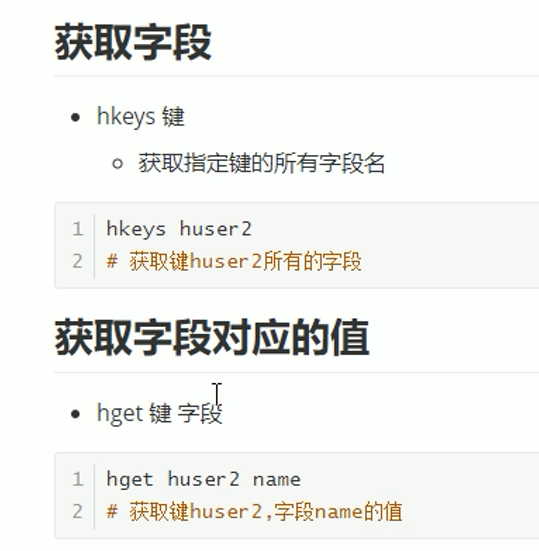 获取字段
hkeys 键
获取指定键的所有字段名
1 hkeys huser2
2 # 获取键huser2所有的字段
获取字段对应的值
hget 键 字段
1 hget huser2 name
2 # 获取键huser2,字段name的值